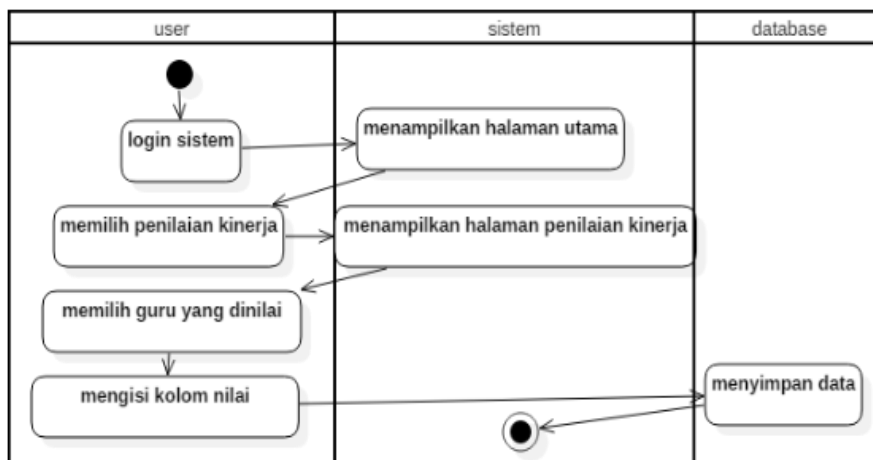 user
sistem
database
login sistem
menampilkan halaman utama
memilih penilaian kinerja
menampilkan halaman penilaian kinerja
memilih guru yang dinilai
mengisi kolom nilai
menyimpan data